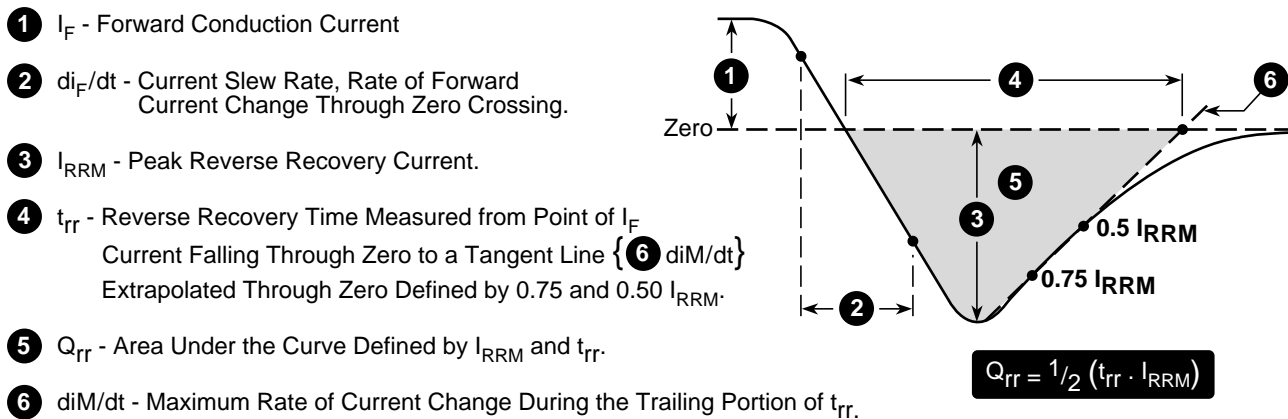 1 I_F - Forward Conduction Current
2 di_F/dt - Current Slew Rate, Rate of Forward
Current Change Through Zero Crossing.
3 I_RRM - Peak Reverse Recovery Current.
4 t_rr - Reverse Recovery Time Measured from Point of I_F
Current Falling Through Zero to a Tangent Line {6 diM/dt}
Extrapolated Through Zero Defined by 0.75 and 0.50 I_RRM.
5 Q_rr - Area Under the Curve Defined by I_RRM and t_rr.
6 diM/dt - Maximum Rate of Current Change During the Trailing Portion of t_rr.
1
4
6
Zero
5
3
0.5 I_RRM
0.75 I_RRM
2
Q_rr = 1/2 (t_rr . I_RRM)